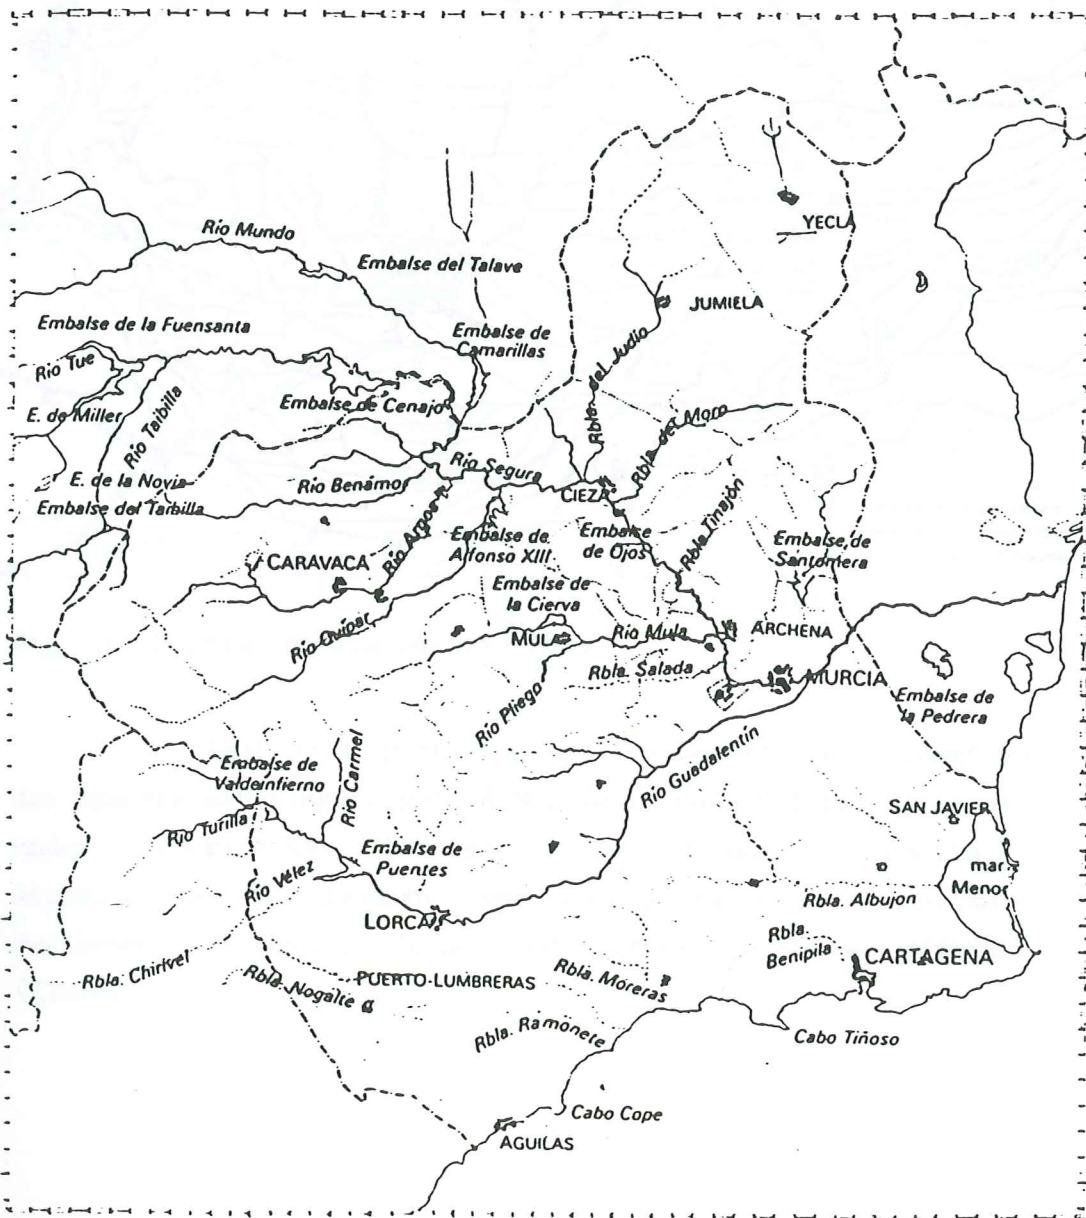 YECLA
Río Mundo
Embalse del Talave
JUMIELA
Embalse de la Fuensanta
Embalse de
Camarillas
Río Tue
Rbla. del Judio
E. de Miller
Río Taibilla
Embalse de Cenajo
Rbla. del Moro
Río Segura
E. de la Novia
Río Benámor
CIEZA
Embalse del Taibilla
Río Argos
Embalse de
Alfonso XIII
Embalse
de Ojos
Rbla Tinajón
Embalse de
Santomera
CARAVACA
Embalse de
la Cierva
Río Quípar
MULA
Río Mula
ARCHENA
Rbla. Salada
MURCIA
Río Pliego
Embalse de
la Pedrera
Embalse de
Valdeinfierno
Río Carmel
Río Guadalentín
SAN JAVIER
Río Turilla
Embalsa de
Puentes
mar
Menor
Río Vélez
Rbla. Albujon
LORCA
Rbla.
Benipila
CARTAGENA
Rbla. Chirivel
Rbla. Nogalte
PUERTO-LUMBRERAS
Rbla. Moreras
Rbla. Ramonete
Cabo Tiñoso
Cabo Cope
AGUILAS